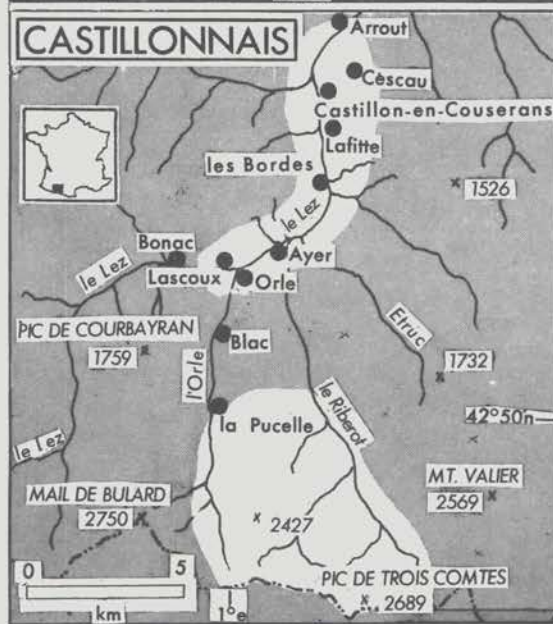 CASTILLONNAIS
Arrout
Cèscau
Castillon-en-Couserans
Lafitte
les Bordes
1526
le Lez
Bonac
Ayer
le Lez
Lascoux
Orle
PIC DE COURBAYRAN
1759
Blac
Etruc
1732
l'Orle
la Pucelle
le Riberot
42°50n
le Lez
MAIL DE BULARD
2750
MT. VALIER
2569
2427
0 5
km
1°e
PIC DE TROIS COMTES
2689